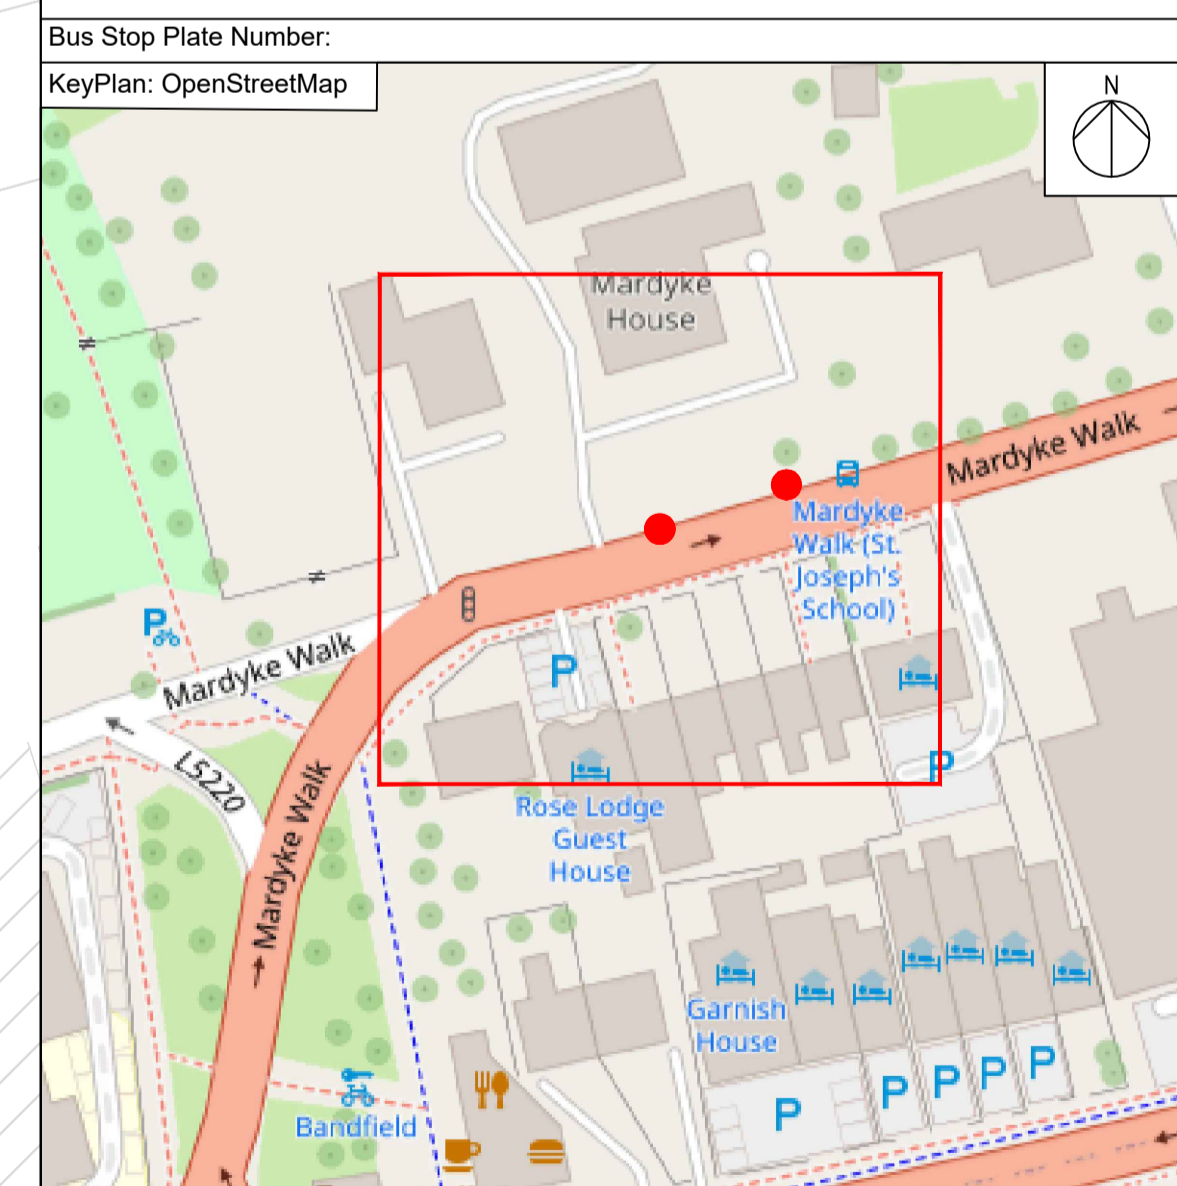 Bus Stop Plate Number:
KeyPlan: OpenStreetMap
N
Mardyke
House
Mardyke Walk
Mardyke
Walk (St.
Joseph's
School)
P
Mardyke Walk
P
L5220
P
Mardyke Walk
Rose Lodge
Guest
House
Garnish
House
P
P
P
P
P
Bandfield